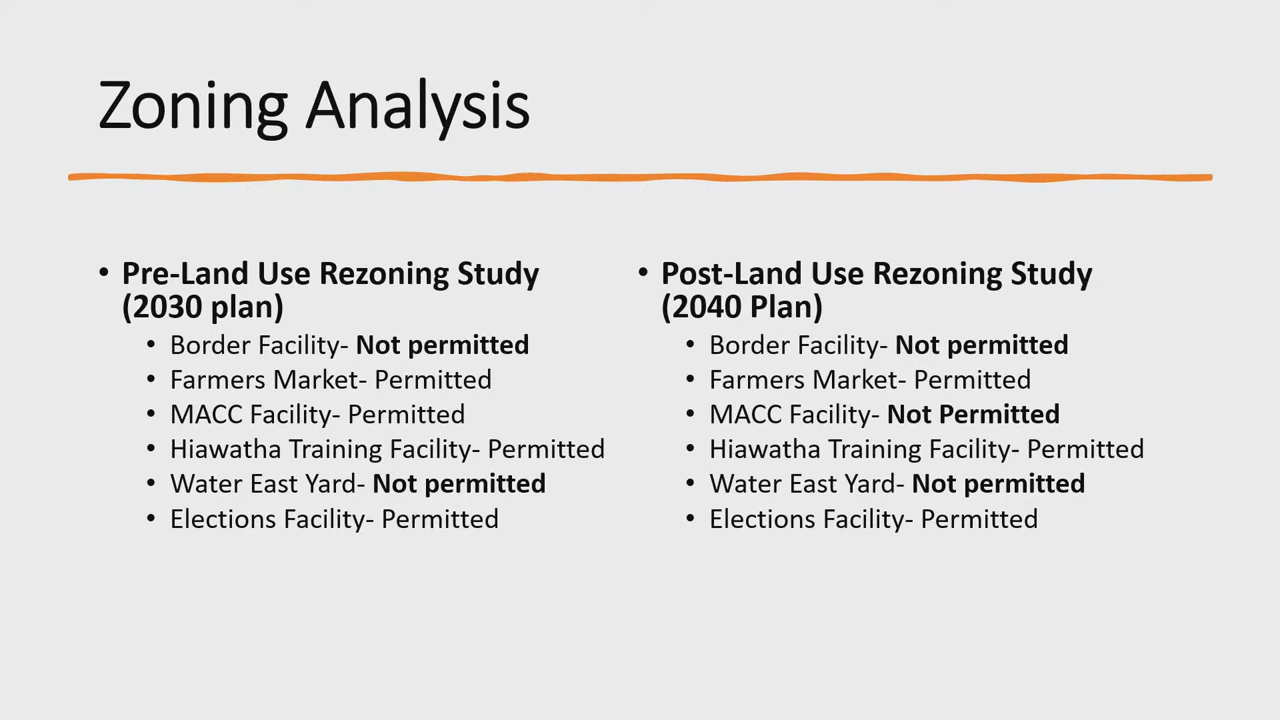 Zoning Analysis
• Pre-Land Use Rezoning Study
(2030 plan)
• Border Facility- Not permitted
• Farmers Market- Permitted
• MACC Facility- Permitted
• Hiawatha Training Facility- Permitted
• Water East Yard- Not permitted
• Elections Facility- Permitted
• Post-Land Use Rezoning Study
(2040 Plan)
• Border Facility- Not permitted
• Farmers Market- Permitted
• MACC Facility- Not Permitted
• Hiawatha Training Facility- Permitted
• Water East Yard- Not permitted
• Elections Facility- Permitted